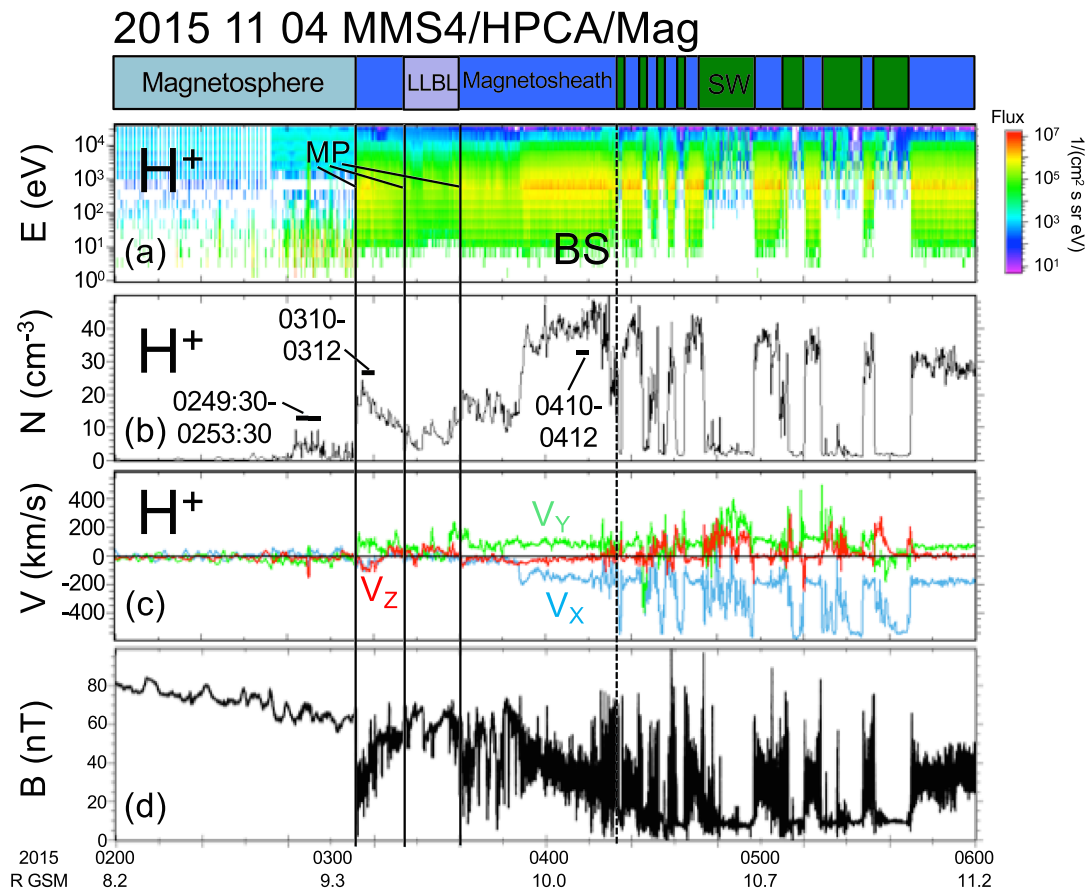 2015 11 04 MMS4/HPCA/Mag
Magnetosphere
LLBL
Magnetosheath
SW
Flux
10⁷
10⁵
10³
10¹
1/(cm² s sr eV)
E (eV)
10⁴
10³
10²
10¹
10⁰
H⁺
MP
(a)
BS
N (cm⁻³)
40
30
20
10
0
H⁺
0310-
0312
0249:30-
0253:30
0410-
0412
(b)
V (km/s)
400
200
0
-200
-400
H⁺
V_Y
V_Z
V_X
(c)
B (nT)
80
60
40
20
0
(d)
2015 0200 0300 0400 0500 0600
R GSM 8.2 9.3 10.0 10.7 11.2